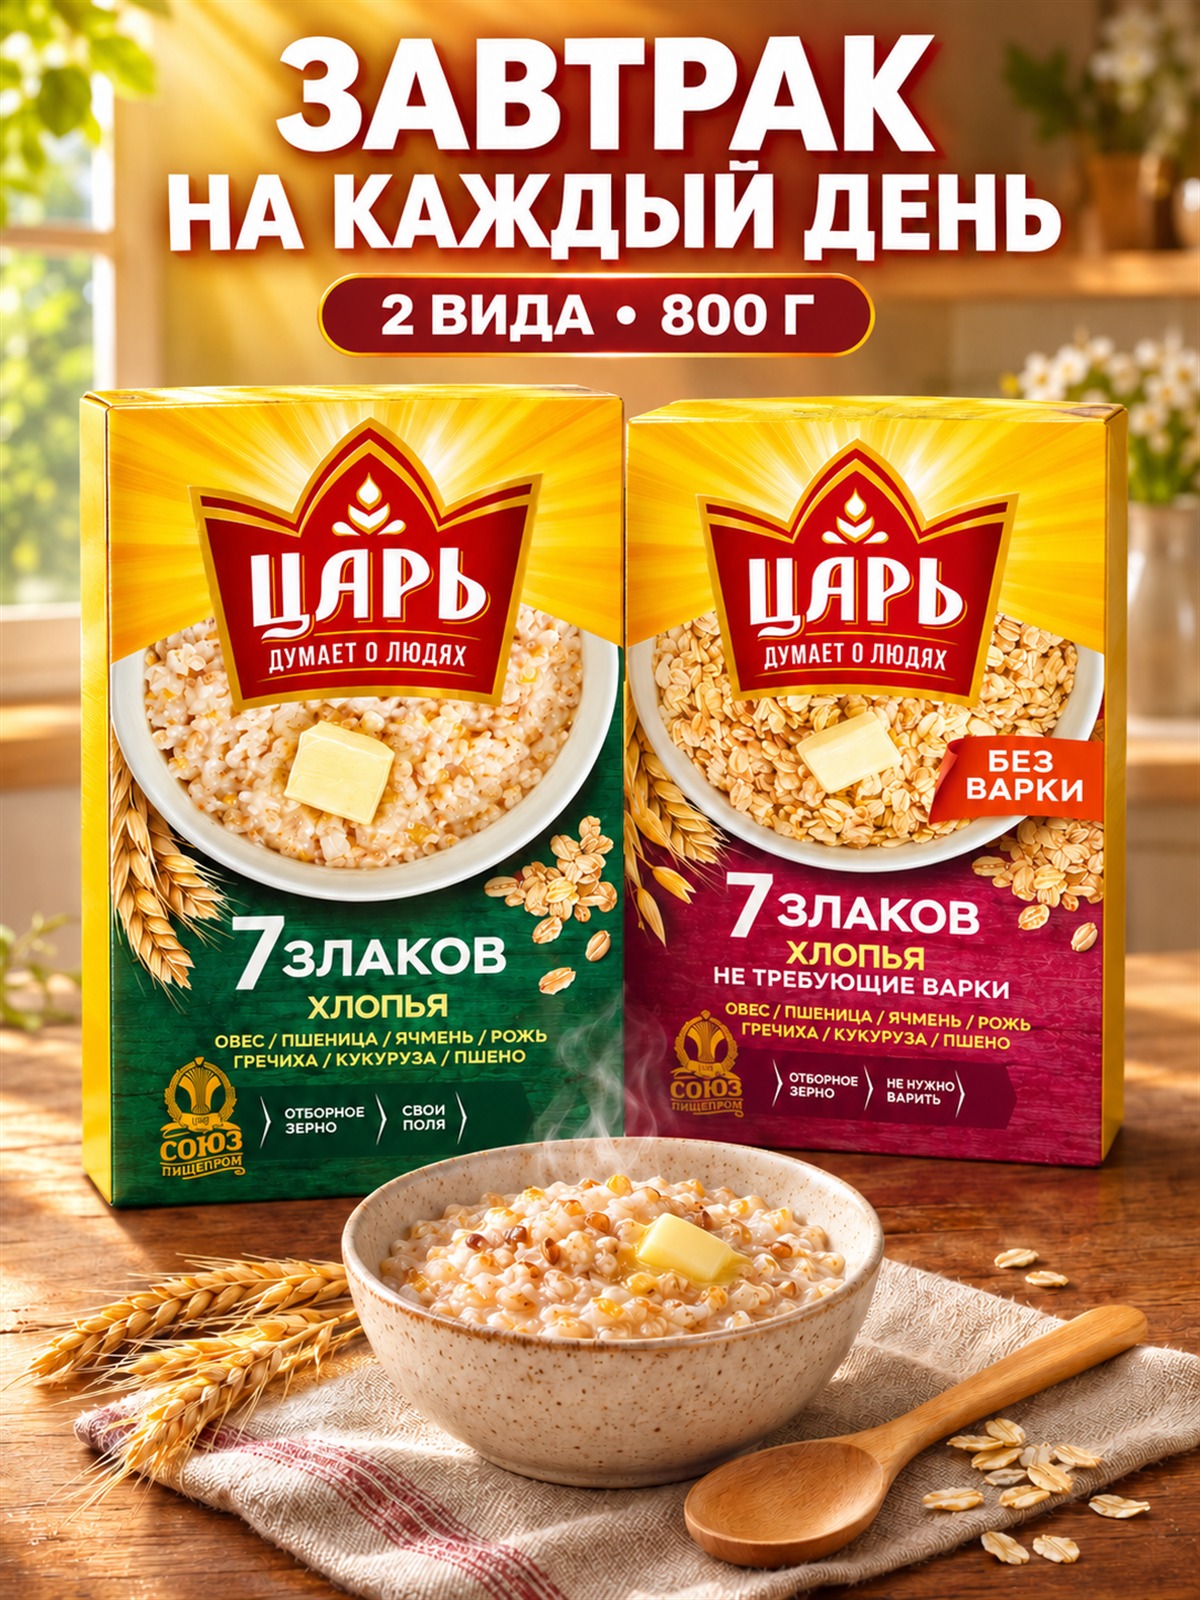 ЗАВТРАК
НА КАЖДЫЙ ДЕНЬ
2 ВИДА • 800 Г
ЦАРЬ
ДУМАЕТ О ЛЮДЯХ
7 ЗЛАКОВ
ХЛОПЬЯ
ОВЕС / ПШЕНИЦА / ЯЧМЕНЬ / РОЖЬ
ГРЕЧИХА / КУКУРУЗА / ПШЕНО
СОЮЗ
ПИЩЕПРОМ
ОТБОРНОЕ
ЗЕРНО
СВОИ
ПОЛЯ
ЦАРЬ
ДУМАЕТ О ЛЮДЯХ
БЕЗ
ВАРКИ
7 ЗЛАКОВ
ХЛОПЬЯ
НЕ ТРЕБУЮЩИЕ ВАРКИ
ОВЕС / ПШЕНИЦА / ЯЧМЕНЬ / РОЖЬ
ГРЕЧИХА / КУКУРУЗА / ПШЕНО
СОЮЗ
ПИЩЕПРОМ
ОТБОРНОЕ
ЗЕРНО
НЕ НУЖНО
ВАРИТЬ